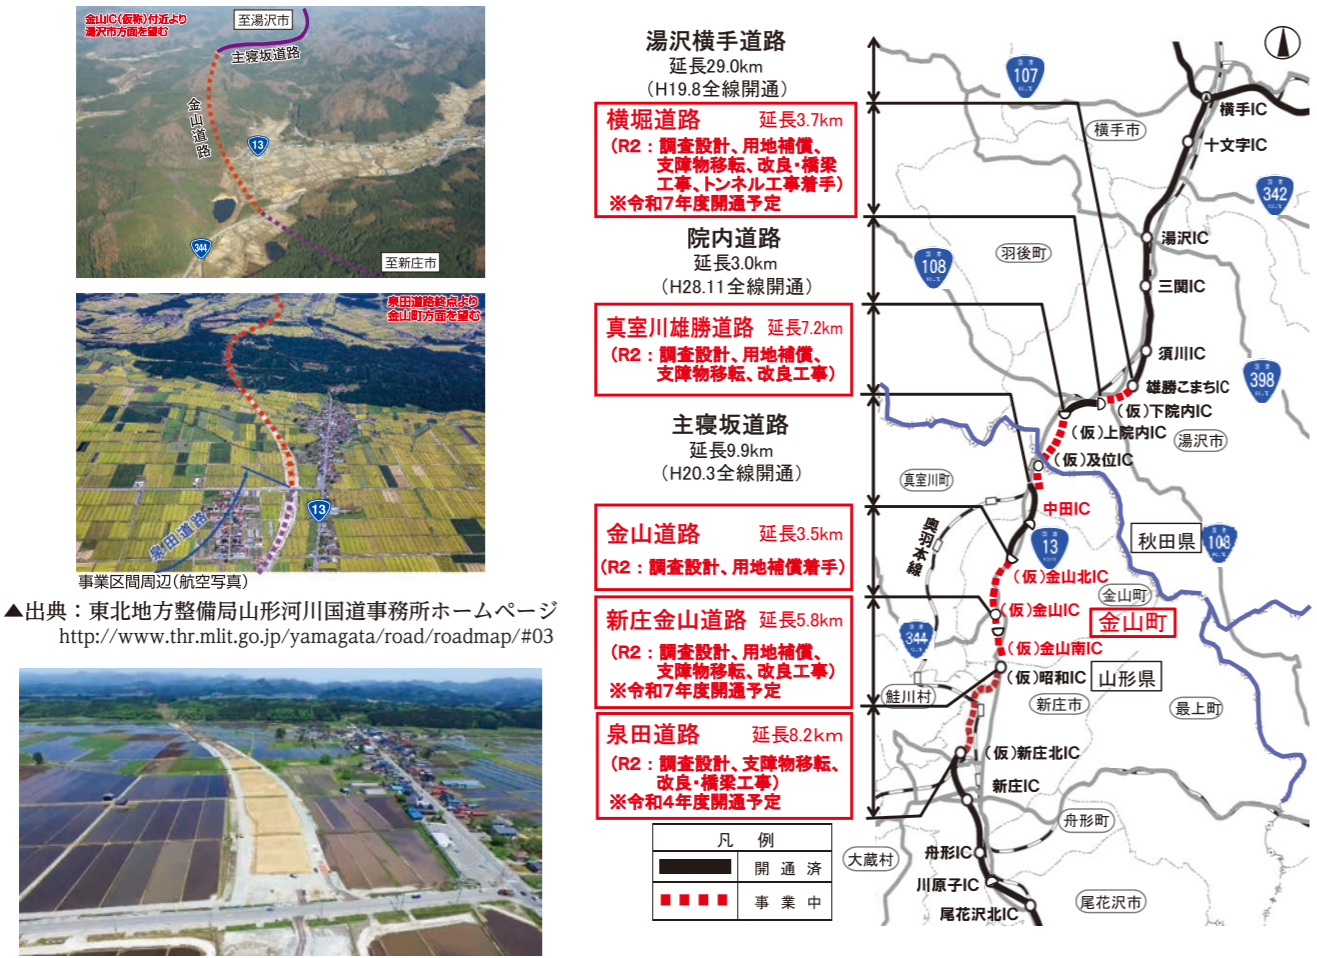 金山IC(仮称)付近より
湯沢市方面を望む
至湯沢市
主寝坂道路
金山道路
13
344
至新庄市
泉田道路終点より
金山町方面を望む
泉田道路
13
事業区間周辺(航空写真)
▲出典：東北地方整備局山形河川国道事務所ホームページ
http://www.thr.mlit.go.jp/yamagata/road/roadmap/#03
湯沢横手道路
延長29.0km
(H19.8全線開通)
横堀道路 延長3.7km
(R2：調査設計、用地補償、
支障物移転、改良・橋梁
工事、トンネル工事着手)
※令和7年度開通予定
院内道路
延長3.0km
(H28.11全線開通)
真室川雄勝道路 延長7.2km
(R2：調査設計、用地補償、
支障物移転、改良工事)
主寝坂道路
延長9.9km
(H20.3全線開通)
金山道路 延長3.5km
(R2：調査設計、用地補償着手)
新庄金山道路 延長5.8km
(R2：調査設計、用地補償、
支障物移転、改良工事)
※令和7年度開通予定
泉田道路 延長8.2km
(R2：調査設計、支障物移転、
改良・橋梁工事)
※令和4年度開通予定
凡例
開通済
事業中
107
横手IC
横手市
十文字IC
342
湯沢IC
羽後町
108
三関IC
須川IC
398
雄勝こまちIC
(仮)下院内IC
(仮)上院内IC
湯沢市
(仮)及位IC
真室川町
中田IC
奥羽本線
13
秋田県
108
(仮)金山北IC
金山町
(仮)金山IC
金山町
344
(仮)金山南IC
(仮)昭和IC
山形県
鮭川村
新庄市
最上町
(仮)新庄北IC
新庄IC
舟形町
大蔵村
舟形IC
川原子IC
尾花沢市
尾花沢北IC